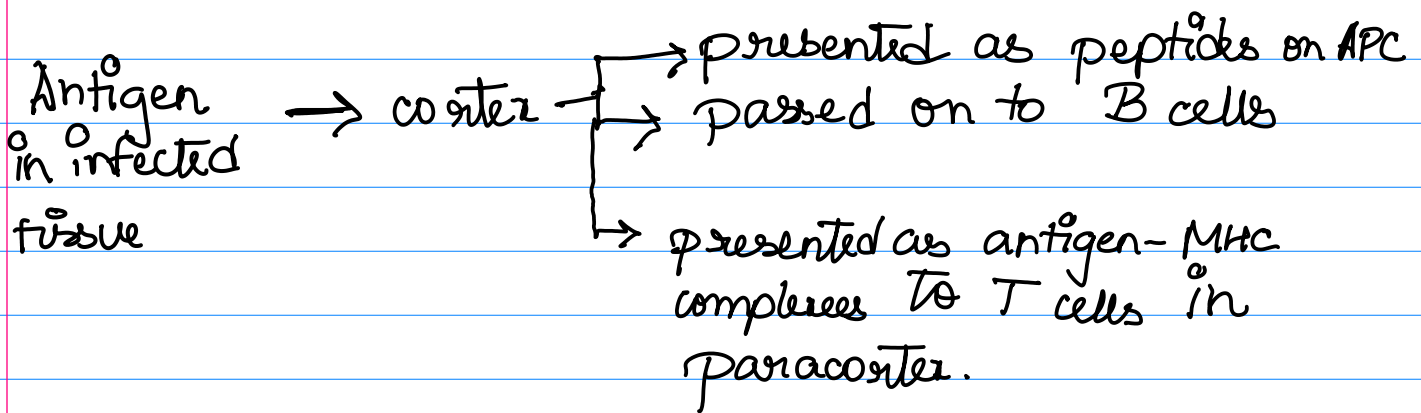 Antigen
in infected
tissue
→ cortex
→ presented as peptides on APC
→ passed on to B cells
→ presented as antigen-MHC
complexes to T cells in
paracortex.